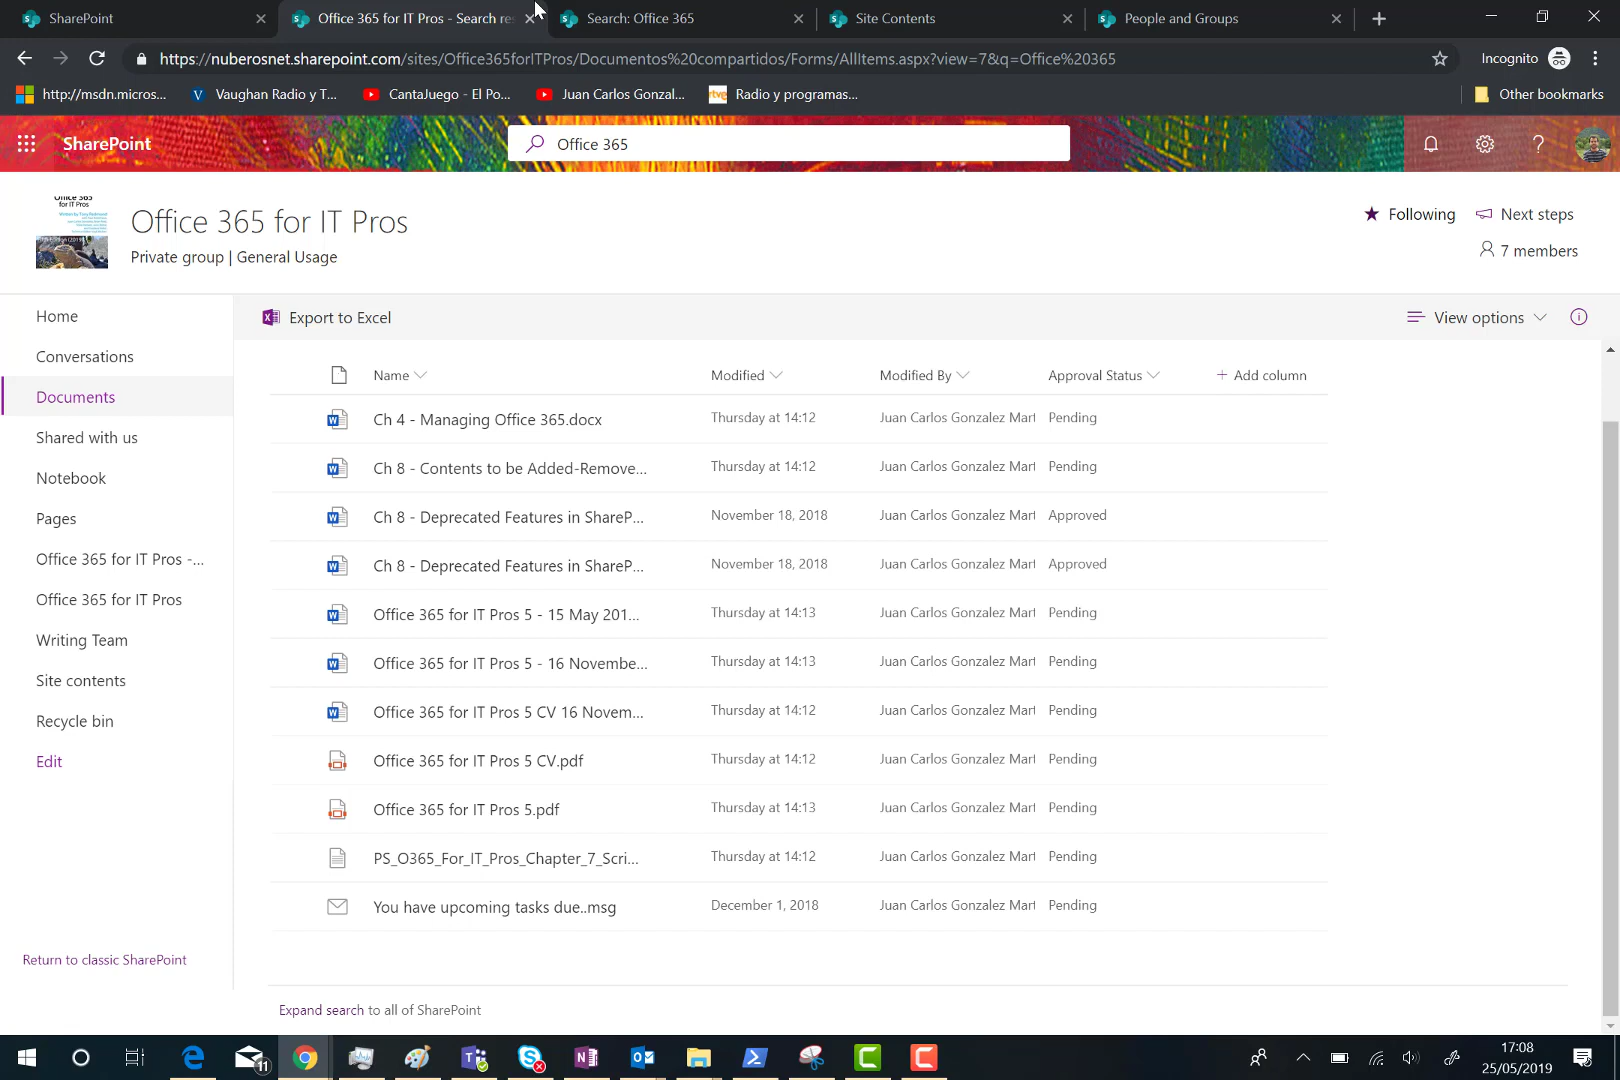 SharePoint
Office 365 for IT Pros - Search res
Search: Office 365
Site Contents
People and Groups
https://nuberosnet.sharepoint.com/sites/Office365forITPros/Documentos%20compartidos/Forms/AllItems.aspx?view=7&q=Office%20365
Incognito
http://msdn.micros...
Vaughan Radio y T...
CantaJuego - El Po...
Juan Carlos Gonzal...
rtve
Radio y programas...
Other bookmarks
SharePoint
Office 365
Office 365
for IT Pros
Office 365 for IT Pros
Private group | General Usage
Following
Next steps
7 members
Home
Conversations
Documents
Shared with us
Notebook
Pages
Office 365 for IT Pros -...
Office 365 for IT Pros
Writing Team
Site contents
Recycle bin
Edit
Return to classic SharePoint
Export to Excel
View options
Name Modified Modified By Approval Status + Add column
Ch 4 - Managing Office 365.docx Thursday at 14:12 Juan Carlos Gonzalez Mart Pending
Ch 8 - Contents to be Added-Remove... Thursday at 14:12 Juan Carlos Gonzalez Mart Pending
Ch 8 - Deprecated Features in ShareP... November 18, 2018 Juan Carlos Gonzalez Mart Approved
Ch 8 - Deprecated Features in ShareP... November 18, 2018 Juan Carlos Gonzalez Mart Approved
Office 365 for IT Pros 5 - 15 May 201... Thursday at 14:13 Juan Carlos Gonzalez Mart Pending
Office 365 for IT Pros 5 - 16 Novembe... Thursday at 14:13 Juan Carlos Gonzalez Mart Pending
Office 365 for IT Pros 5 CV 16 Novem... Thursday at 14:12 Juan Carlos Gonzalez Mart Pending
Office 365 for IT Pros 5 CV.pdf Thursday at 14:12 Juan Carlos Gonzalez Mart Pending
Office 365 for IT Pros 5.pdf Thursday at 14:13 Juan Carlos Gonzalez Mart Pending
PS_O365_For_IT_Pros_Chapter_7_Scri... Thursday at 14:12 Juan Carlos Gonzalez Mart Pending
You have upcoming tasks due..msg December 1, 2018 Juan Carlos Gonzalez Mart Pending
Expand search to all of SharePoint
11
17:08
25/05/2019